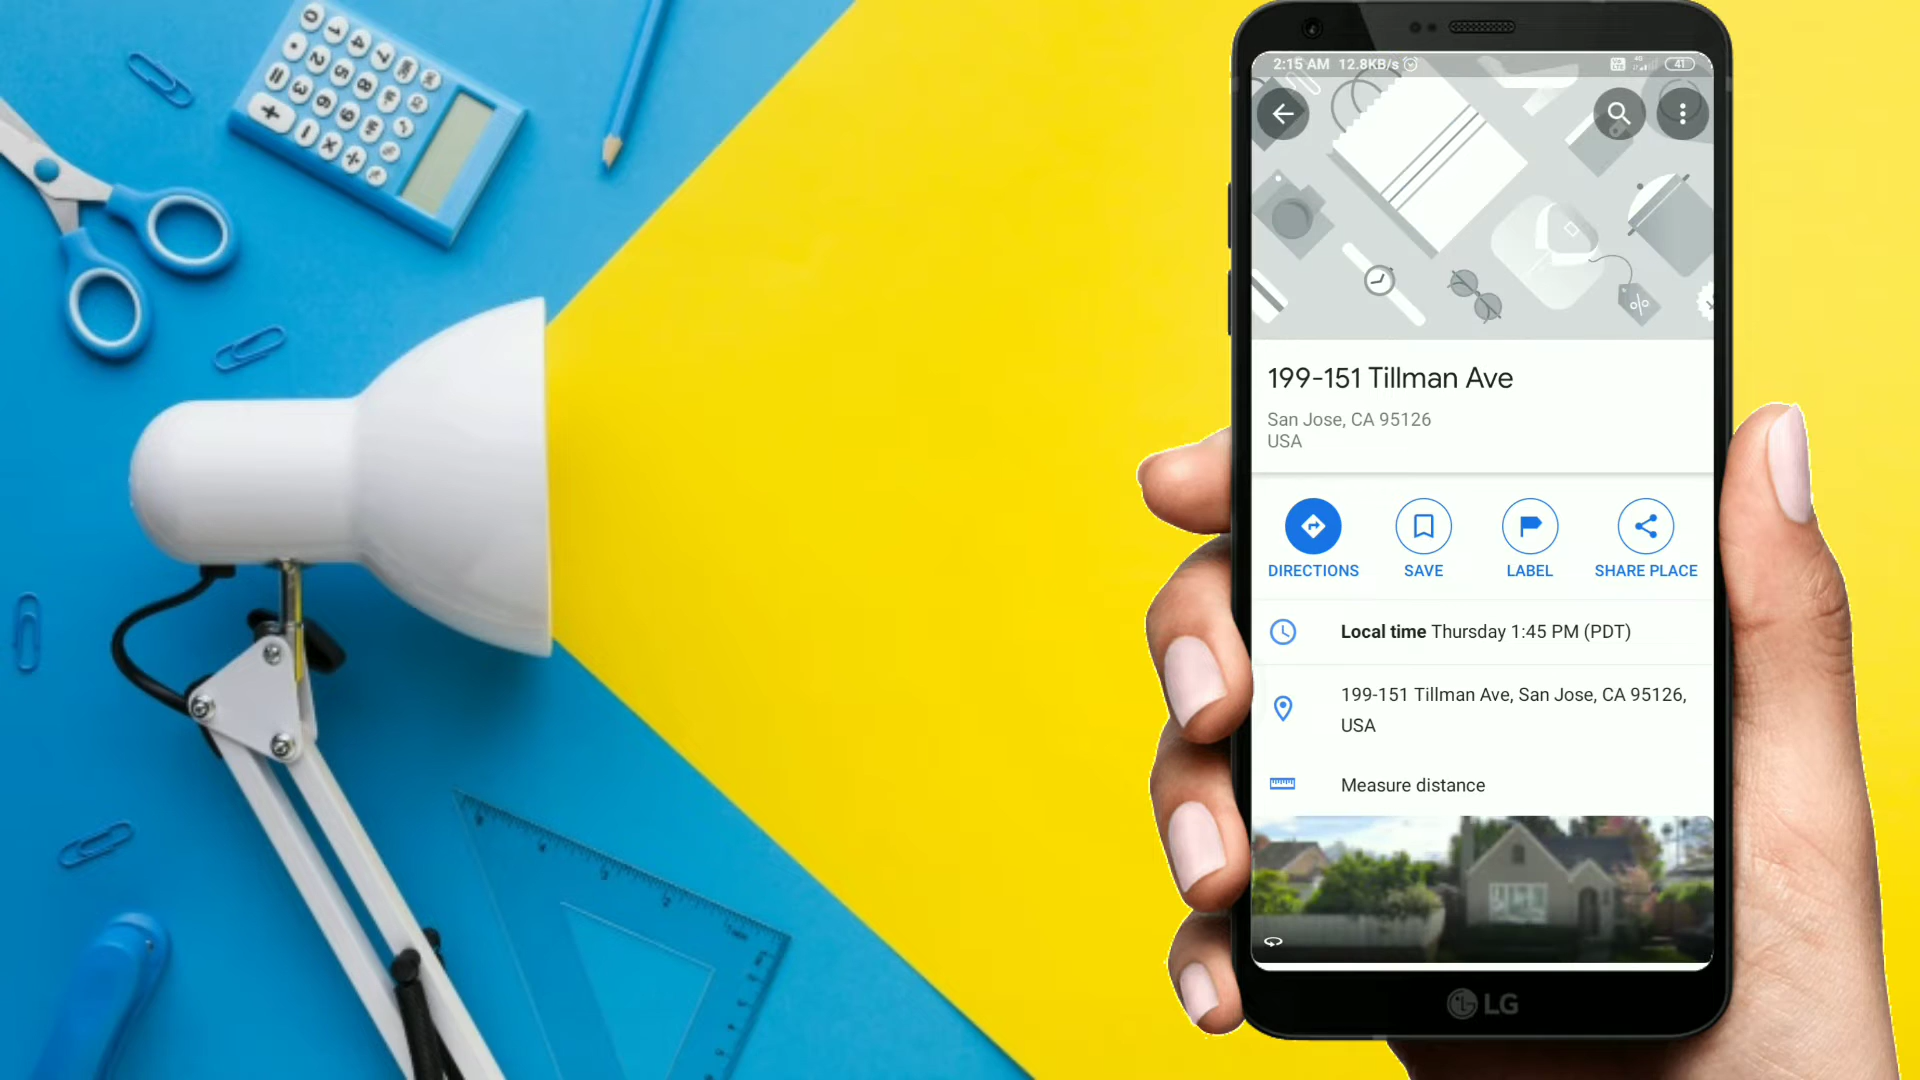 2:15 AM 12.8KB/s
41
199-151 Tillman Ave
San Jose, CA 95126
USA
DIRECTIONS SAVE LABEL SHARE PLACE
Local time Thursday 1:45 PM (PDT)
199-151 Tillman Ave, San Jose, CA 95126,
USA
Measure distance
LG